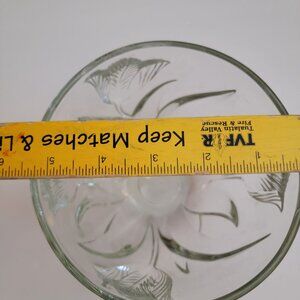 Keep Matches & Li
TVF&R
Tualatin Valley
Fire & Rescue
6 5 4 3 2 1